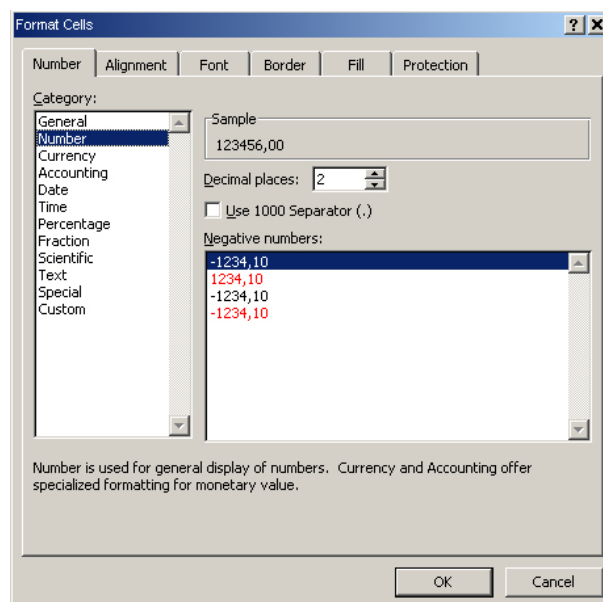 Format Cells
Number Alignment Font Border Fill Protection
Category:
General
Number
Currency
Accounting
Date
Time
Percentage
Fraction
Scientific
Text
Special
Custom
Sample
123456,00
Decimal places: 2
Use 1000 Separator (.)
Negative numbers:
-1234,10
1234,10
-1234,10
-1234,10
Number is used for general display of numbers. Currency and Accounting offer
specialized formatting for monetary value.
OK Cancel